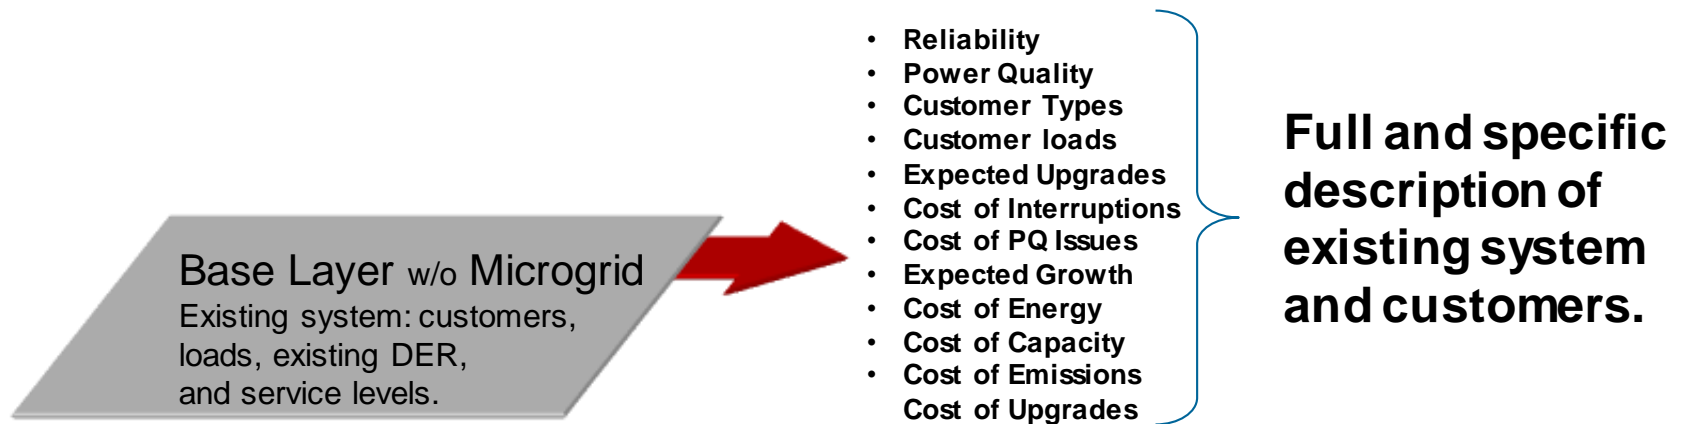 Base Layer w/o Microgrid
Existing system: customers,
loads, existing DER,
and service levels.
• Reliability
• Power Quality
• Customer Types
• Customer loads
• Expected Upgrades
• Cost of Interruptions
• Cost of PQ Issues
• Expected Growth
• Cost of Energy
• Cost of Capacity
• Cost of Emissions
Cost of Upgrades
Full and specific
description of
existing system
and customers.